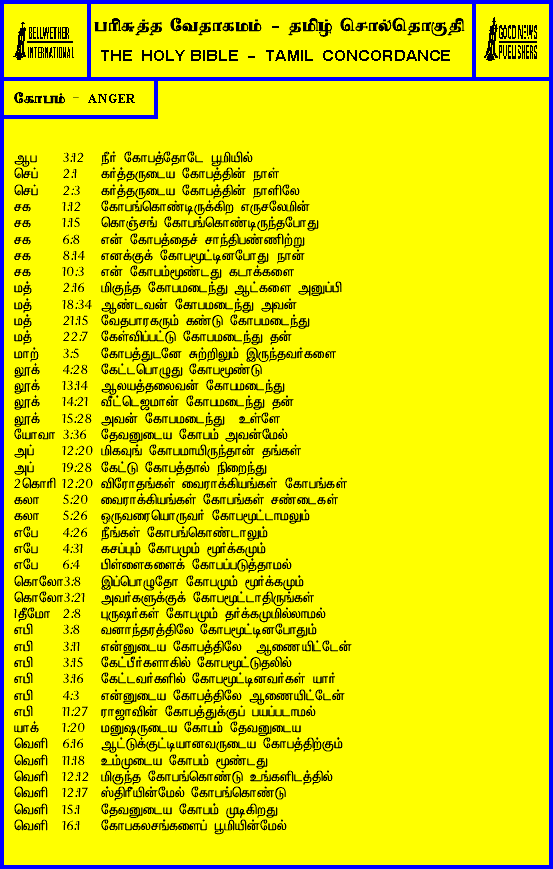 BELLWETHER
INTERNATIONAL
பரிசுத்த வேதாகமம் - தமிழ் சொல்தொகுதி
THE HOLY BIBLE - TAMIL CONCORDANCE
GOOD NEWS
PUBLISHERS
கோபம் - ANGER
ஆப 3:12 நீர் கோபத்தோடே பூமியில்
செப் 2:1 கர்த்தருடைய கோபத்தின் நாள்
செப் 2:3 கர்த்தருடைய கோபத்தின் நாளிலே
சக 1:12 கோபங்கொண்டிருக்கிற எருசலேமின்
சக 1:15 கொஞ்சங் கோபங்கொண்டிருந்தபோது
சக 6:8 என் கோபத்தைச் சாந்திபண்ணிற்று
சக 8:14 எனக்குக் கோபமூட்டினபோது நான்
சக 10:3 என் கோபம்மூண்டது கடாக்களை
மத் 2:16 மிகுந்த கோபமடைந்து ஆட்களை அனுப்பி
மத் 18:34 ஆண்டவன் கோபமடைந்து அவன்
மத் 21:15 வேதபாரகரும் கண்டு கோபமடைந்து
மத் 22:7 கேள்விப்பட்டு கோபமடைந்து தன்
மாற் 3:5 கோபத்துடனே சுற்றிலும் இருந்தவர்களை
லூக் 4:28 கேட்டபொழுது கோபமூண்டு
லூக் 13:14 ஆலயத்தலைவன் கோபமடைந்து
லூக் 14:21 வீட்டெஜமான் கோபமடைந்து தன்
லூக் 15:28 அவன் கோபமடைந்து உள்ளே
யோவா 3:36 தேவனுடைய கோபம் அவன்மேல்
அப் 12:20 மிகவுங் கோபமாயிருந்தான் தங்கள்
அப் 19:28 கேட்டு கோபத்தால் நிறைந்து
2கொரி 12:20 விரோதங்கள் வைராக்கியங்கள் கோபங்கள்
கலா 5:20 வைராக்கியங்கள் கோபங்கள் சண்டைகள்
கலா 5:26 ஒருவரையொருவர் கோபமூட்டாமலும்
எபே 4:26 நீங்கள் கோபங்கொண்டாலும்
எபே 4:31 கசப்பும் கோபமும் மூர்க்கமும்
எபே 6:4 பிள்ளைகளைக் கோபப்படுத்தாமல்
கொலோ3:8 இப்பொழுதோ கோபமும் மூர்க்கமும்
கொலோ3:21 அவர்களுக்குக் கோபமூட்டாதிருங்கள்
1தீமோ 2:8 புருஷர்கள் கோபமும் தர்க்கமுமில்லாமல்
எபி 3:8 வனாந்தரத்திலே கோபமூட்டினபோதும்
எபி 3:11 என்னுடைய கோபத்திலே ஆணையிட்டேன்
எபி 3:15 கேட்பீர்களாகில் கோபமூட்டுதலில்
எபி 3:16 கேட்டவர்களில் கோபமூட்டினவர்கள் யார்
எபி 4:3 என்னுடைய கோபத்திலே ஆணையிட்டேன்
எபி 11:27 ராஜாவின் கோபத்துக்குப் பயப்படாமல்
யாக் 1:20 மனுஷருடைய கோபம் தேவனுடைய
வெளி 6:16 ஆட்டுக்குட்டியானவருடைய கோபத்திற்கும்
வெளி 11:18 உம்முடைய கோபம் மூண்டது
வெளி 12:12 மிகுந்த கோபங்கொண்டு உங்களிடத்தில்
வெளி 12:17 ஸ்திரீயின்மேல் கோபங்கொண்டு
வெளி 15:1 தேவனுடைய கோபம் முடிகிறது
வெளி 16:1 கோபகலசங்களைப் பூமியின்மேல்